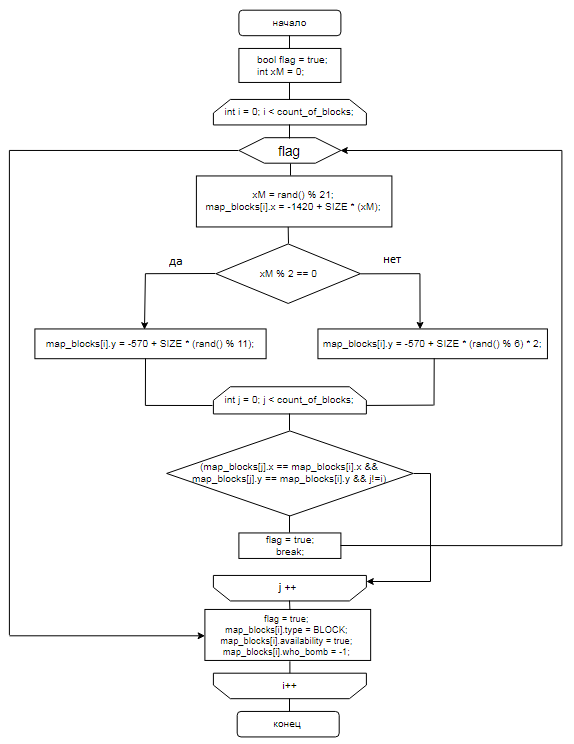 начало
bool flag = true;
int xM = 0;
int i = 0; i < count_of_blocks;
flag
xM = rand() % 21;
map_blocks[i].x = -1420 + SIZE * (xM);
да
нет
xM % 2 == 0
map_blocks[i].y = -570 + SIZE * (rand() % 11);
map_blocks[i].y = -570 + SIZE * (rand() % 6) * 2;
int j = 0; j < count_of_blocks;
(map_blocks[j].x == map_blocks[i].x &&
map_blocks[j].y == map_blocks[i].y && j!=i)
flag = true;
break;
j ++
flag = true;
map_blocks[i].type = BLOCK;
map_blocks[i].availability = true;
map_blocks[i].who_bomb = -1;
i++
конец